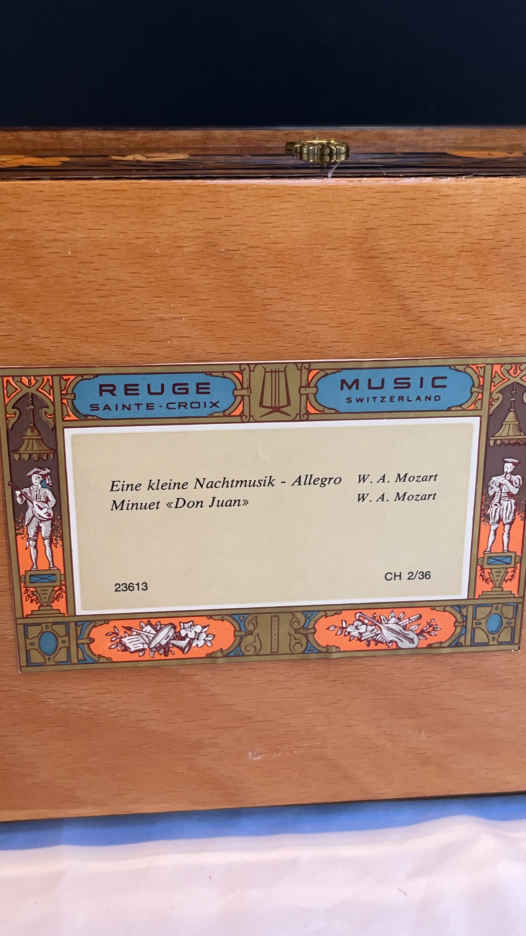 REUGE MUSIC
SAINTE-CROIX SWITZERLAND
Eine kleine Nachtmusik - Allegro W. A. Mozart
Minuet «Don Juan» W. A. Mozart
23613 CH 2/36